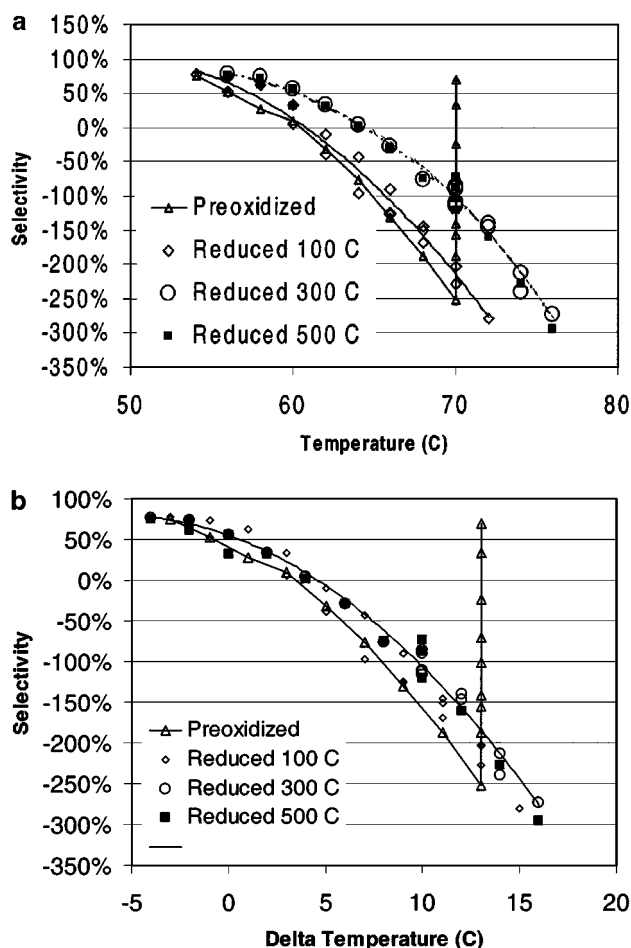 a
150%
100%
50%
0%
-50%
-100%
-150%
-200%
-250%
-300%
-350%
Selectivity
Preoxidized
Reduced 100 C
Reduced 300 C
Reduced 500 C
50
60
70
80
Temperature (C)
b
100%
50%
0%
-50%
-100%
-150%
-200%
-250%
-300%
-350%
Selectivity
Preoxidized
Reduced 100 C
Reduced 300 C
Reduced 500 C
-5
0
5
10
15
20
Delta Temperature (C)